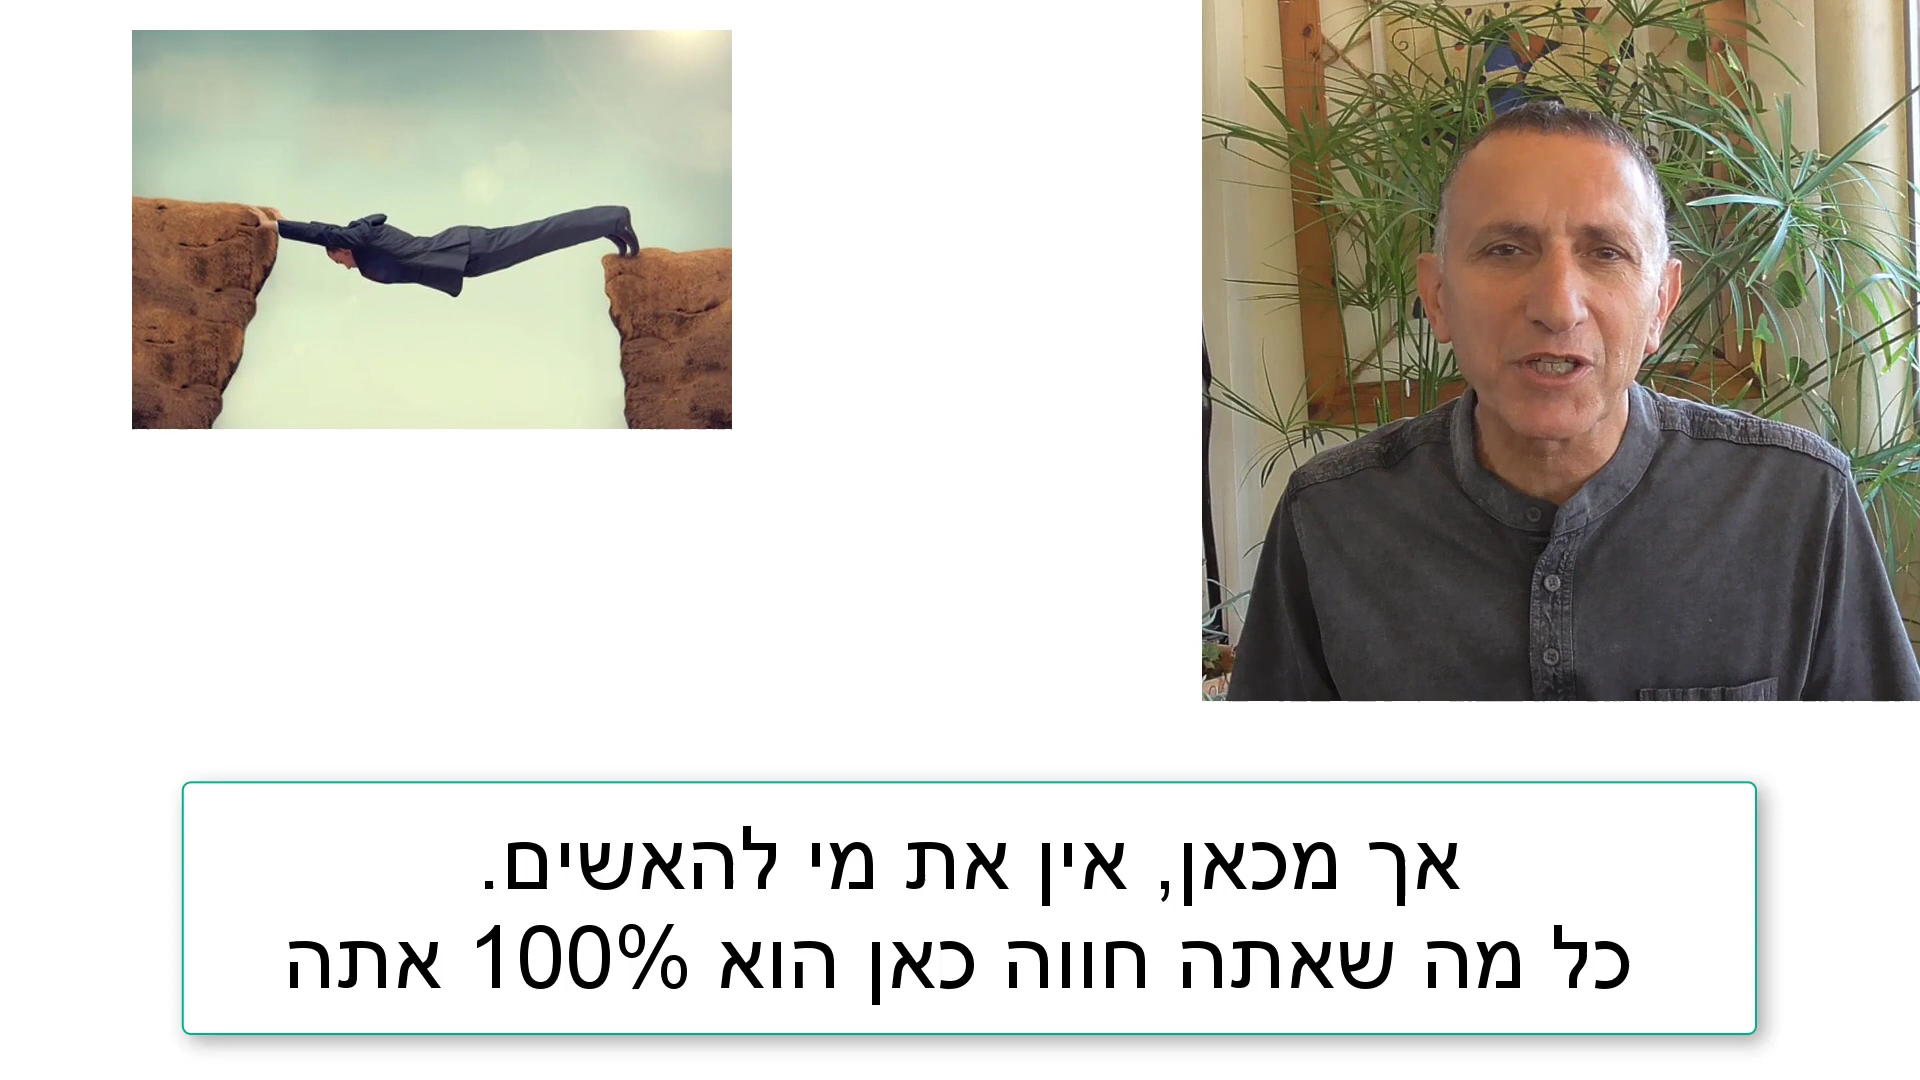 אך מכאן, אין את מי להאשים.
כל מה שאתה חווה כאן הוא 100% אתה